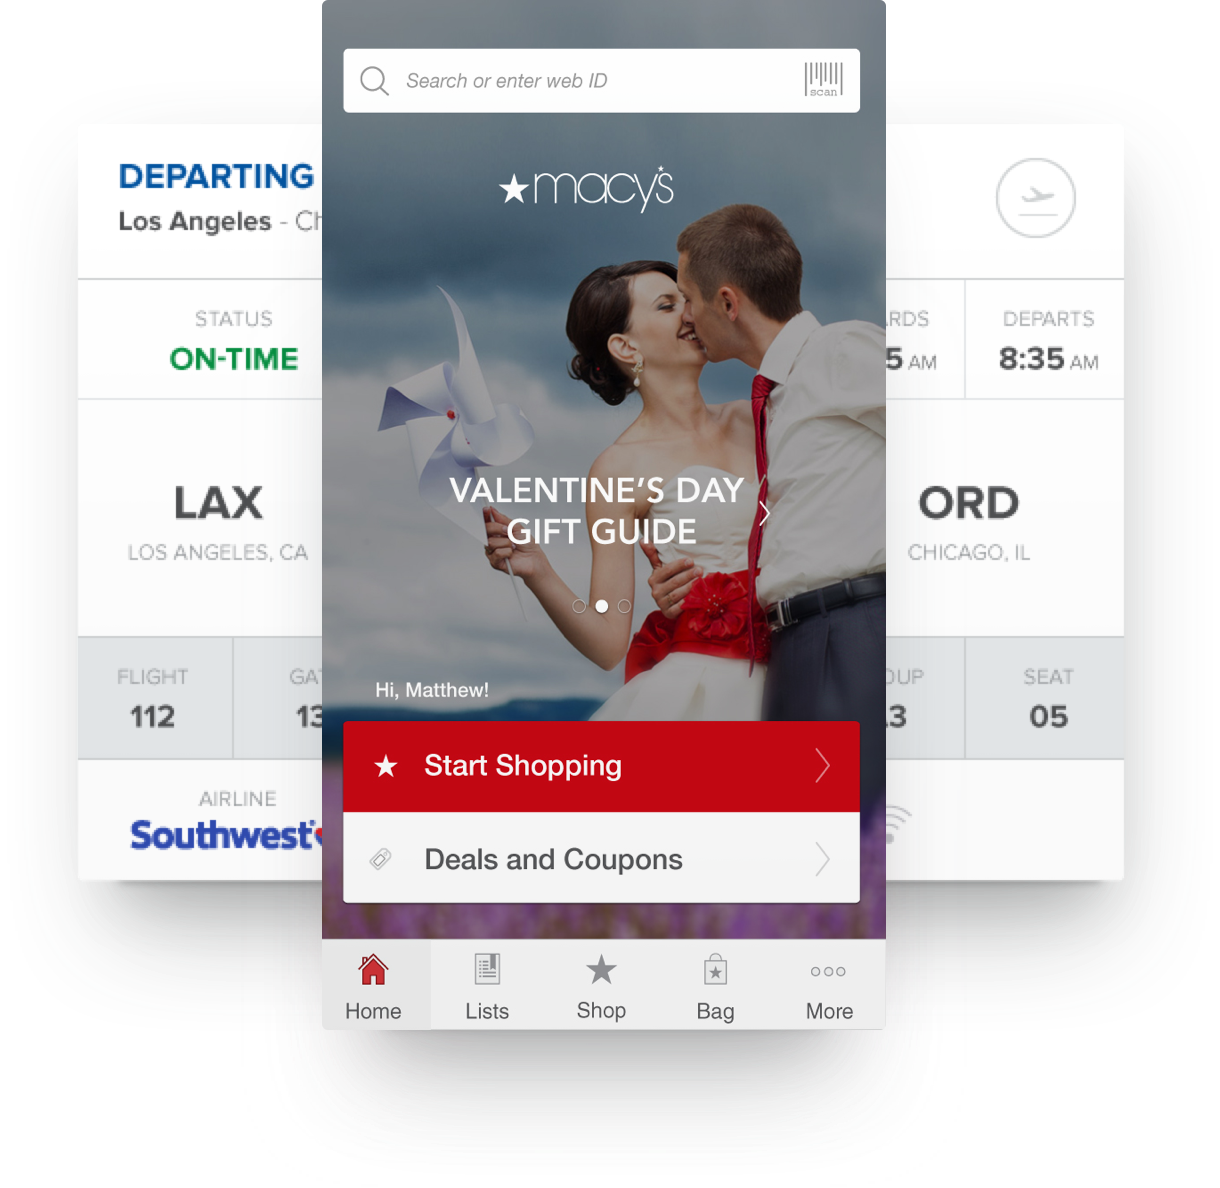 Search or enter web ID
scan
macy's
DEPARTING
Los Angeles - Ch
STATUS
ON-TIME
RDS
5 AM
DEPARTS
8:35 AM
LAX
LOS ANGELES, CA
VALENTINE'S DAY
GIFT GUIDE
ORD
CHICAGO, IL
Hi, Matthew!
FLIGHT
112
GA
13
OUP
3
SEAT
05
Start Shopping
AIRLINE
Southwest
Deals and Coupons
Home
Lists
Shop
Bag
More